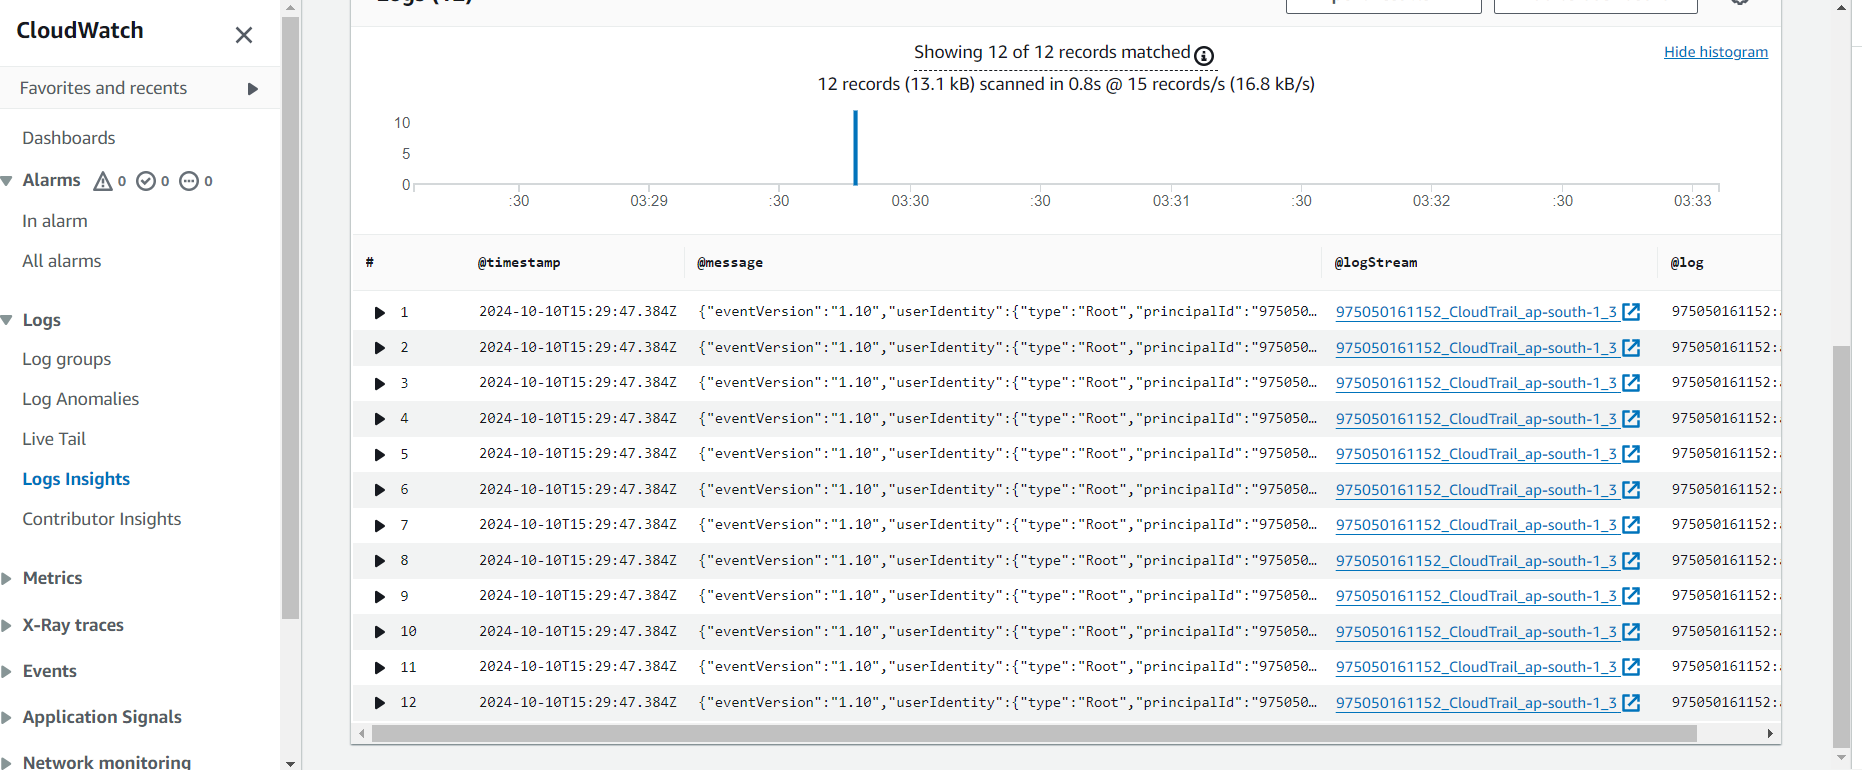 CloudWatch
Favorites and recents
Dashboards
Alarms 0 0 0
In alarm
All alarms
Logs
Log groups
Log Anomalies
Live Tail
Logs Insights
Contributor Insights
Metrics
X-Ray traces
Events
Application Signals
Network monitoring
Showing 12 of 12 records matched
Hide histogram
12 records (13.1 kB) scanned in 0.8s @ 15 records/s (16.8 kB/s)
10
5
0
:30 03:29 :30 03:30 :30 03:31 :30 03:32 :30 03:33
# @timestamp @message @logStream @log
1 2024-10-10T15:29:47.384Z {"eventVersion":"1.10","userIdentity":{"type":"Root","principalId":"975050… 975050161152_CloudTrail_ap-south-1_3 975050161152:
2 2024-10-10T15:29:47.384Z {"eventVersion":"1.10","userIdentity":{"type":"Root","principalId":"975050… 975050161152_CloudTrail_ap-south-1_3 975050161152:
3 2024-10-10T15:29:47.384Z {"eventVersion":"1.10","userIdentity":{"type":"Root","principalId":"975050… 975050161152_CloudTrail_ap-south-1_3 975050161152:
4 2024-10-10T15:29:47.384Z {"eventVersion":"1.10","userIdentity":{"type":"Root","principalId":"975050… 975050161152_CloudTrail_ap-south-1_3 975050161152:
5 2024-10-10T15:29:47.384Z {"eventVersion":"1.10","userIdentity":{"type":"Root","principalId":"975050… 975050161152_CloudTrail_ap-south-1_3 975050161152:
6 2024-10-10T15:29:47.384Z {"eventVersion":"1.10","userIdentity":{"type":"Root","principalId":"975050… 975050161152_CloudTrail_ap-south-1_3 975050161152:
7 2024-10-10T15:29:47.384Z {"eventVersion":"1.10","userIdentity":{"type":"Root","principalId":"975050… 975050161152_CloudTrail_ap-south-1_3 975050161152:
8 2024-10-10T15:29:47.384Z {"eventVersion":"1.10","userIdentity":{"type":"Root","principalId":"975050… 975050161152_CloudTrail_ap-south-1_3 975050161152:
9 2024-10-10T15:29:47.384Z {"eventVersion":"1.10","userIdentity":{"type":"Root","principalId":"975050… 975050161152_CloudTrail_ap-south-1_3 975050161152:
10 2024-10-10T15:29:47.384Z {"eventVersion":"1.10","userIdentity":{"type":"Root","principalId":"975050… 975050161152_CloudTrail_ap-south-1_3 975050161152:
11 2024-10-10T15:29:47.384Z {"eventVersion":"1.10","userIdentity":{"type":"Root","principalId":"975050… 975050161152_CloudTrail_ap-south-1_3 975050161152:
12 2024-10-10T15:29:47.384Z {"eventVersion":"1.10","userIdentity":{"type":"Root","principalId":"975050… 975050161152_CloudTrail_ap-south-1_3 975050161152: